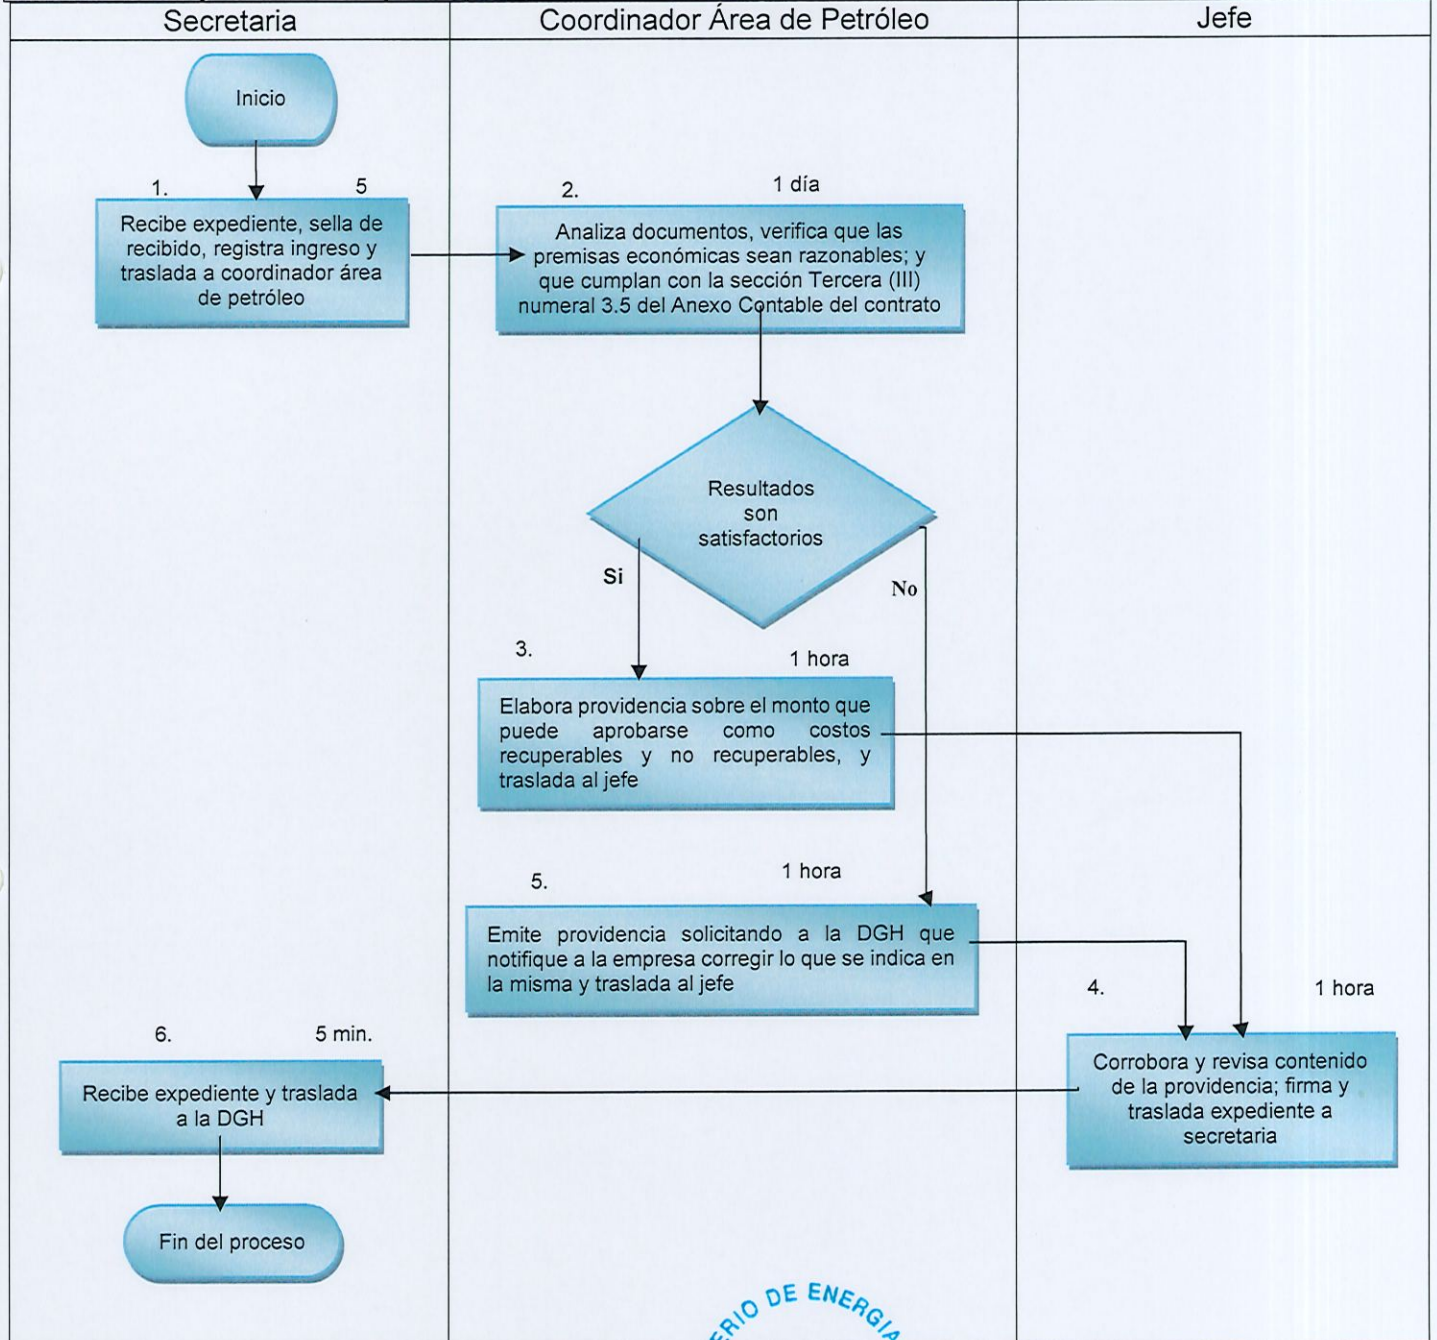 Secretaria
Coordinador Área de Petróleo
Jefe
Inicio
1.
5
Recibe expediente, sella de
recibido, registra ingreso y
traslada a coordinador área
de petróleo
2.
1 día
Analiza documentos, verifica que las
premisas económicas sean razonables; y
que cumplan con la sección Tercera (III)
numeral 3.5 del Anexo Contable del contrato
Resultados
son
satisfactorios
Si
No
3.
1 hora
Elabora providencia sobre el monto que
puede aprobarse como costos
recuperables y no recuperables, y
traslada al jefe
5.
1 hora
Emite providencia solicitando a la DGH que
notifique a la empresa corregir lo que se indica en
la misma y traslada al jefe
4.
1 hora
Corrobora y revisa contenido
de la providencia; firma y
traslada expediente a
secretaria
6.
5 min.
Recibe expediente y traslada
a la DGH
Fin del proceso
DE ENERGIA